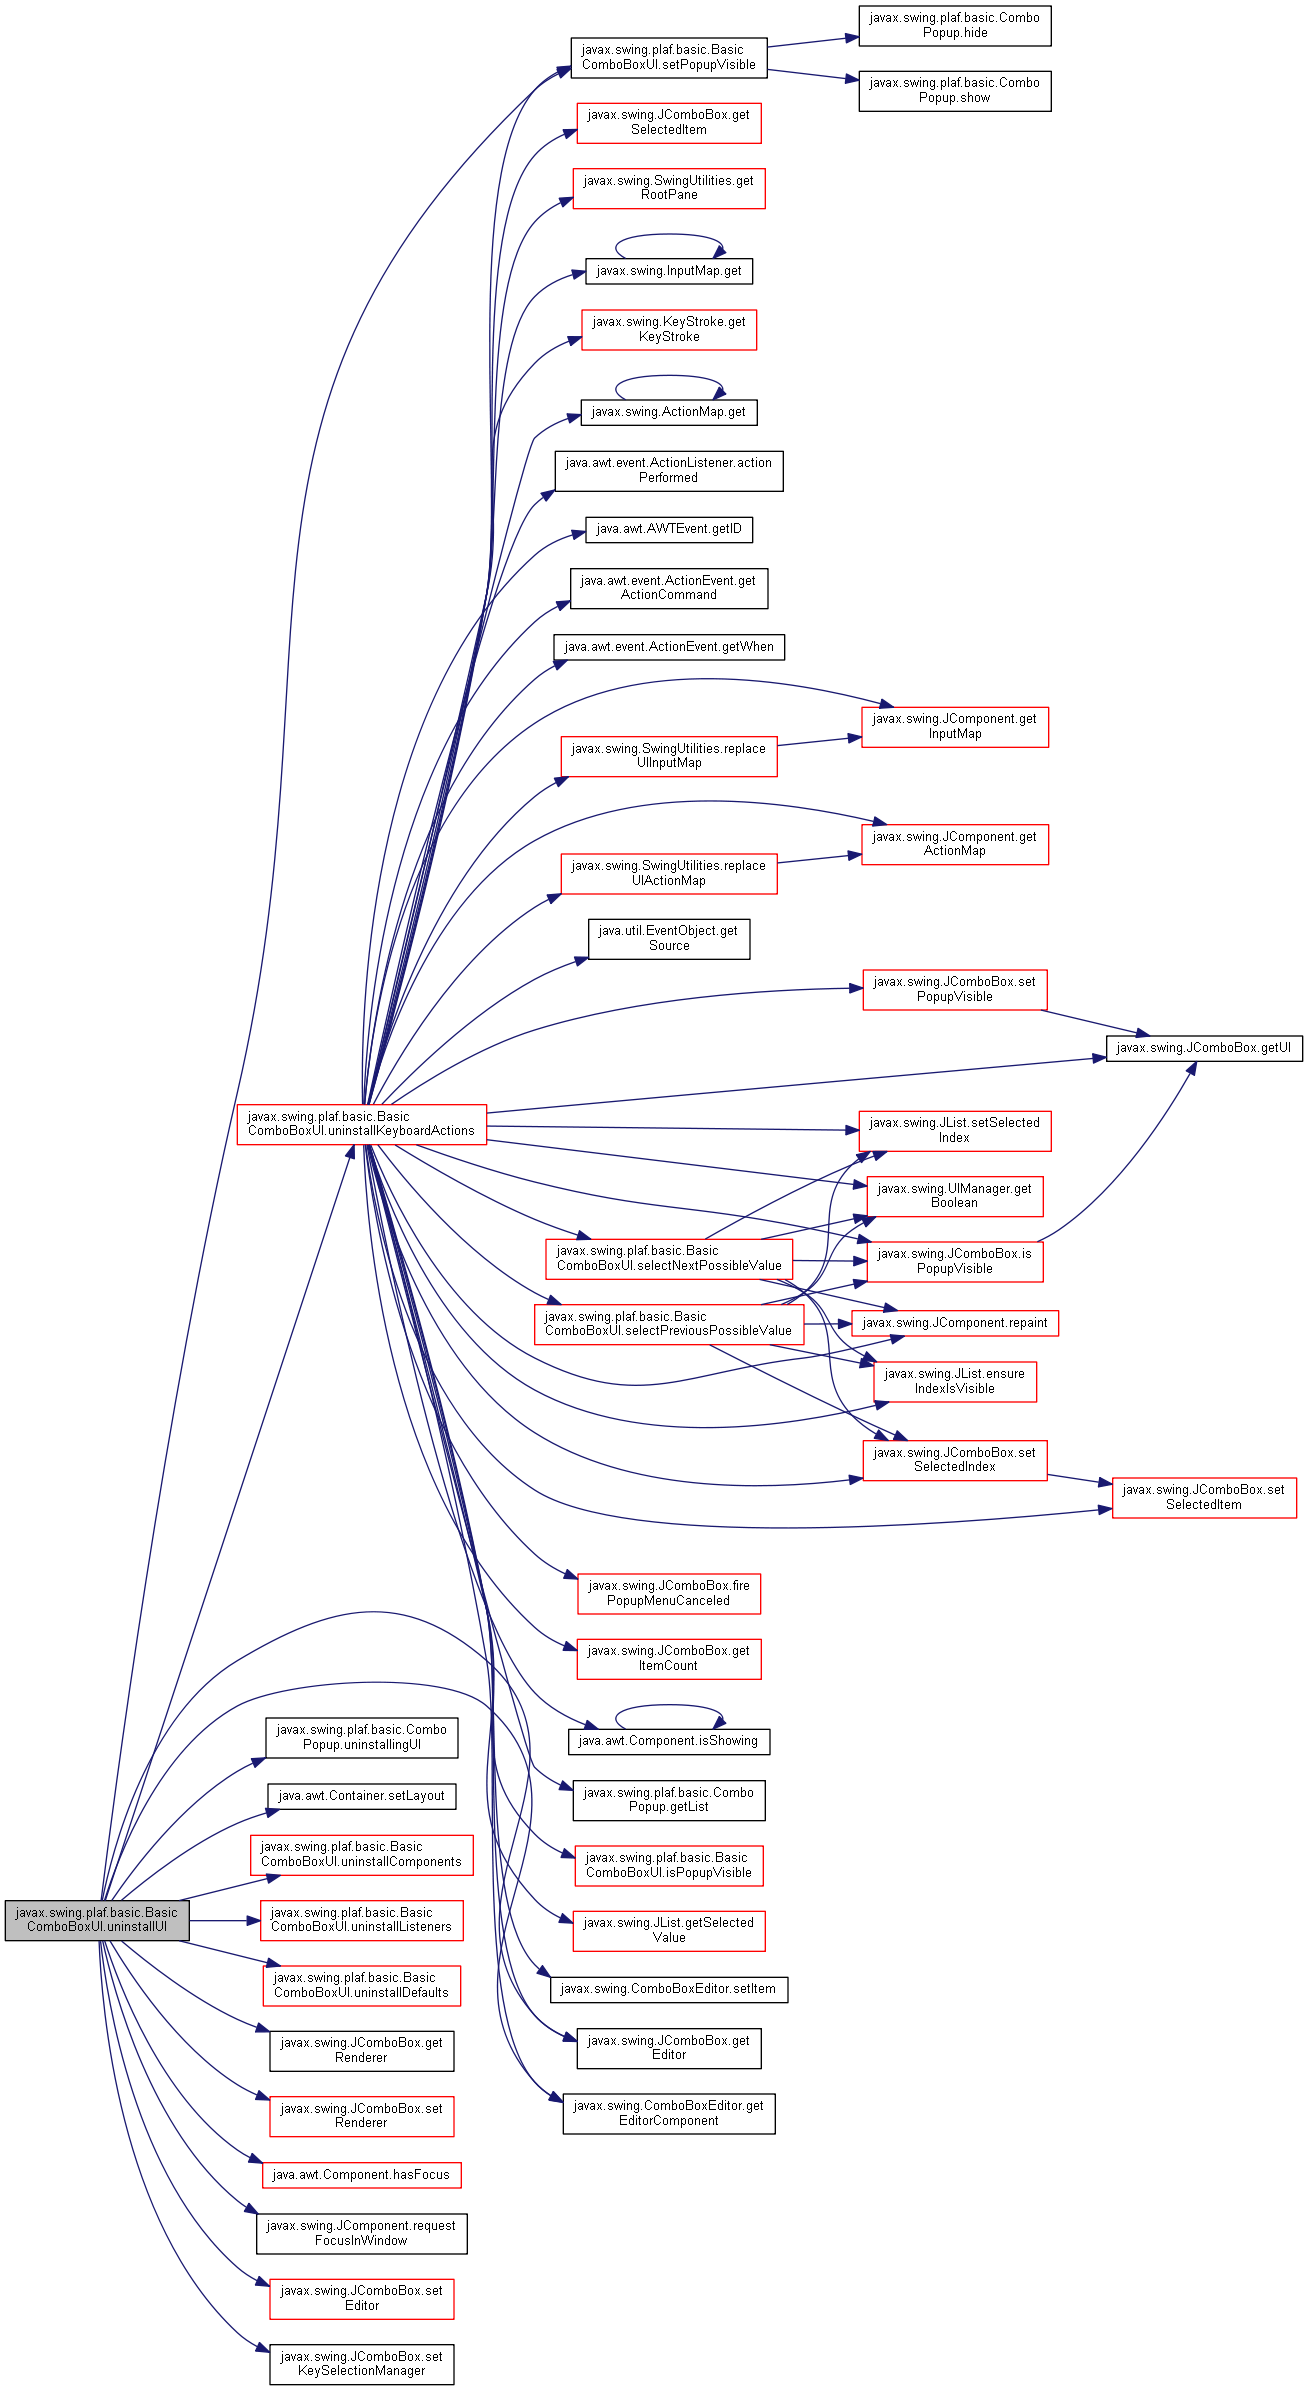 javax.swing.plaf.basic.Combo
Popup.hide
javax.swing.plaf.basic.Basic
ComboBoxUI.setPopupVisible
javax.swing.plaf.basic.Combo
Popup.show
javax.swing.JComboBox.get
SelectedItem
javax.swing.SwingUtilities.get
RootPane
javax.swing.InputMap.get
javax.swing.KeyStroke.get
KeyStroke
javax.swing.ActionMap.get
java.awt.event.ActionListener.action
Performed
java.awt.AWTEvent.getID
java.awt.event.ActionEvent.get
ActionCommand
java.awt.event.ActionEvent.getWhen
javax.swing.JComponent.get
InputMap
javax.swing.SwingUtilities.replace
UIInputMap
javax.swing.JComponent.get
ActionMap
javax.swing.SwingUtilities.replace
UIActionMap
java.util.EventObject.get
Source
javax.swing.JComboBox.set
PopupVisible
javax.swing.JComboBox.getUI
javax.swing.plaf.basic.Basic
ComboBoxUI.uninstallKeyboardActions
javax.swing.JList.setSelected
Index
javax.swing.UIManager.get
Boolean
javax.swing.plaf.basic.Basic
ComboBoxUI.selectNextPossibleValue
javax.swing.JComboBox.is
PopupVisible
javax.swing.plaf.basic.Basic
ComboBoxUI.selectPreviousPossibleValue
javax.swing.JComponent.repaint
javax.swing.JList.ensure
IndexIsVisible
javax.swing.JComboBox.set
SelectedIndex
javax.swing.JComboBox.set
SelectedItem
javax.swing.JComboBox.fire
PopupMenuCanceled
javax.swing.JComboBox.get
ItemCount
javax.swing.plaf.basic.Combo
Popup.uninstallingUI
java.awt.Component.isShowing
java.awt.Container.setLayout
javax.swing.plaf.basic.Combo
Popup.getList
javax.swing.plaf.basic.Basic
ComboBoxUI.uninstallComponents
javax.swing.plaf.basic.Basic
ComboBoxUI.isPopupVisible
javax.swing.plaf.basic.Basic
ComboBoxUI.uninstallUI
javax.swing.plaf.basic.Basic
ComboBoxUI.uninstallListeners
javax.swing.JList.getSelected
Value
javax.swing.plaf.basic.Basic
ComboBoxUI.uninstallDefaults
javax.swing.ComboBoxEditor.setItem
javax.swing.JComboBox.get
Renderer
javax.swing.JComboBox.get
Editor
javax.swing.JComboBox.set
Renderer
javax.swing.ComboBoxEditor.get
EditorComponent
java.awt.Component.hasFocus
javax.swing.JComponent.request
FocusInWindow
javax.swing.JComboBox.set
Editor
javax.swing.JComboBox.set
KeySelectionManager